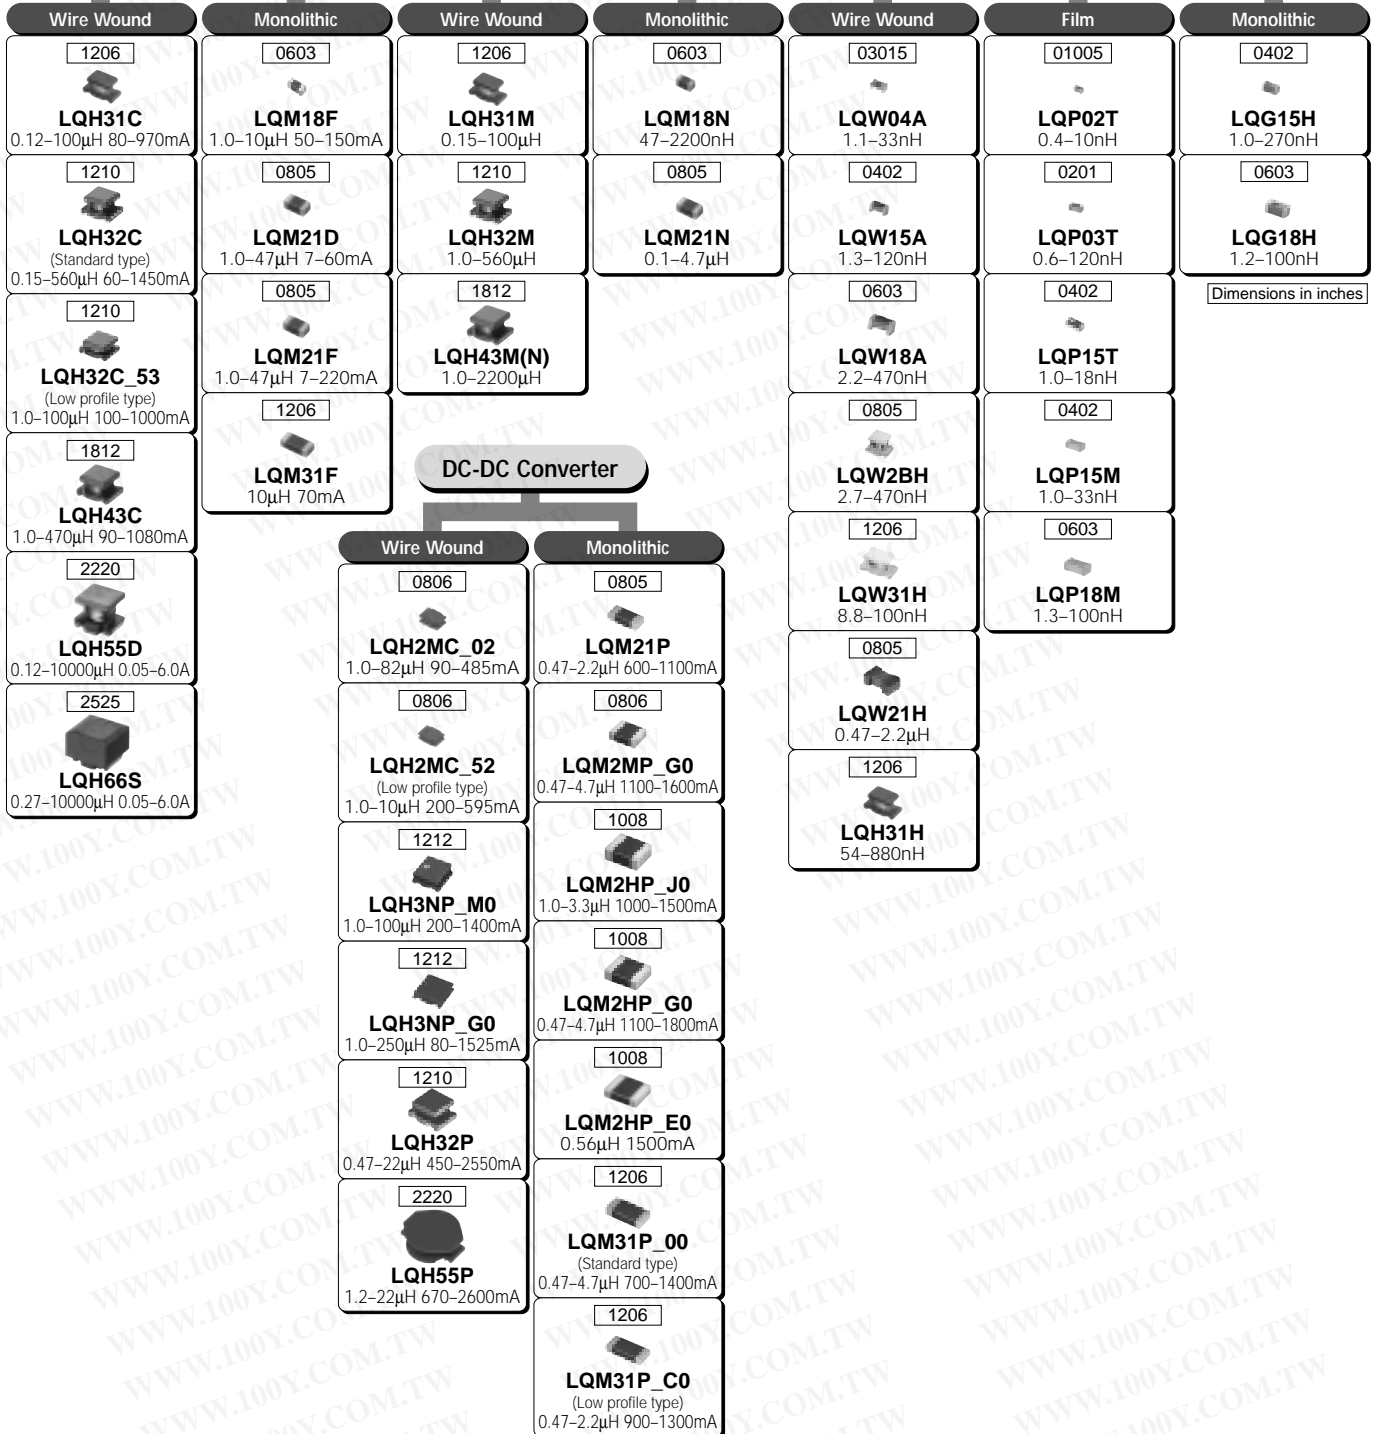 Wire Wound
1206
LQH31C
0.12–100µH 80–970mA
1210
LQH32C
(Standard type)
0.15–560µH 60–1450mA
1210
LQH32C_53
(Low profile type)
1.0–100µH 100–1000mA
1812
LQH43C
1.0–470µH 90–1080mA
2220
LQH55D
0.12–10000µH 0.05–6.0A
2525
LQH66S
0.27–10000µH 0.05–6.0A
Monolithic
0603
LQM18F
1.0–10µH 50–150mA
0805
LQM21D
1.0–47µH 7–60mA
0805
LQM21F
1.0–47µH 7–220mA
1206
LQM31F
10µH 70mA
Wire Wound
1206
LQH31M
0.15–100µH
1210
LQH32M
1.0–560µH
1812
LQH43M(N)
1.0–2200µH
Monolithic
0603
LQM18N
47–2200nH
0805
LQM21N
0.1–4.7µH
Wire Wound
03015
LQW04A
1.1–33nH
0402
LQW15A
1.3–120nH
0603
LQW18A
2.2–470nH
0805
LQW2BH
2.7–470nH
1206
LQW31H
8.8–100nH
0805
LQW21H
0.47–2.2µH
1206
LQH31H
54–880nH
Film
01005
LQP02T
0.4–10nH
0201
LQP03T
0.6–120nH
0402
LQP15T
1.0–18nH
0402
LQP15M
1.0–33nH
0603
LQP18M
1.3–100nH
Monolithic
0402
LQG15H
1.0–270nH
0603
LQG18H
1.2–100nH
Dimensions in inches
DC-DC Converter
Wire Wound
0806
LQH2MC_02
1.0–82µH 90–485mA
0806
LQH2MC_52
(Low profile type)
1.0–10µH 200–595mA
1212
LQH3NP_M0
1.0–100µH 200–1400mA
1212
LQH3NP_G0
1.0–250µH 80–1525mA
1210
LQH32P
0.47–22µH 450–2550mA
2220
LQH55P
1.2–22µH 670–2600mA
Monolithic
0805
LQM21P
0.47–2.2µH 600–1100mA
0806
LQM2MP_G0
0.47–4.7µH 1100–1600mA
1008
LQM2HP_J0
1.0–3.3µH 1000–1500mA
1008
LQM2HP_G0
0.47–4.7µH 1100–1800mA
1008
LQM2HP_E0
0.56µH 1500mA
1206
LQM31P_00
(Standard type)
0.47–4.7µH 700–1400mA
1206
LQM31P_C0
(Low profile type)
0.47–2.2µH 900–1300mA
WWW.100Y.COM.TW